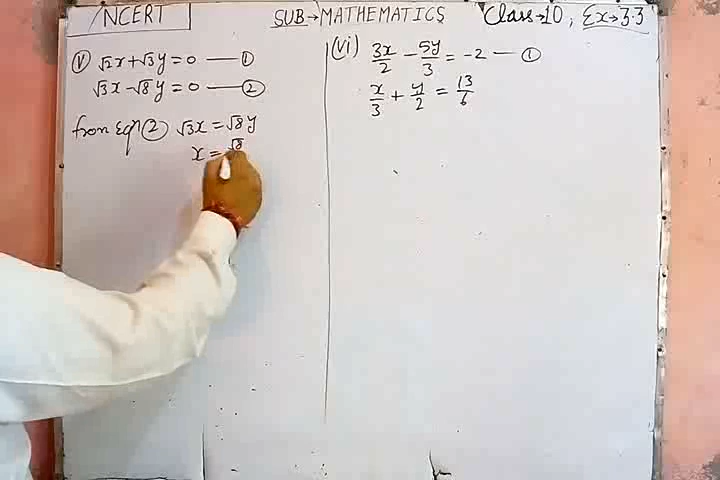 NCERT SUB→MATHEMATICS Class→10, Ex→3.3
(V) √2x+√3y=0 — ①
√3x-√8y=0 — ②
from Eqn ② √3x=√8y
x=√8
(vi) 3x/2 - 5y/3 = -2 — ①
x/3 + y/2 = 13/6